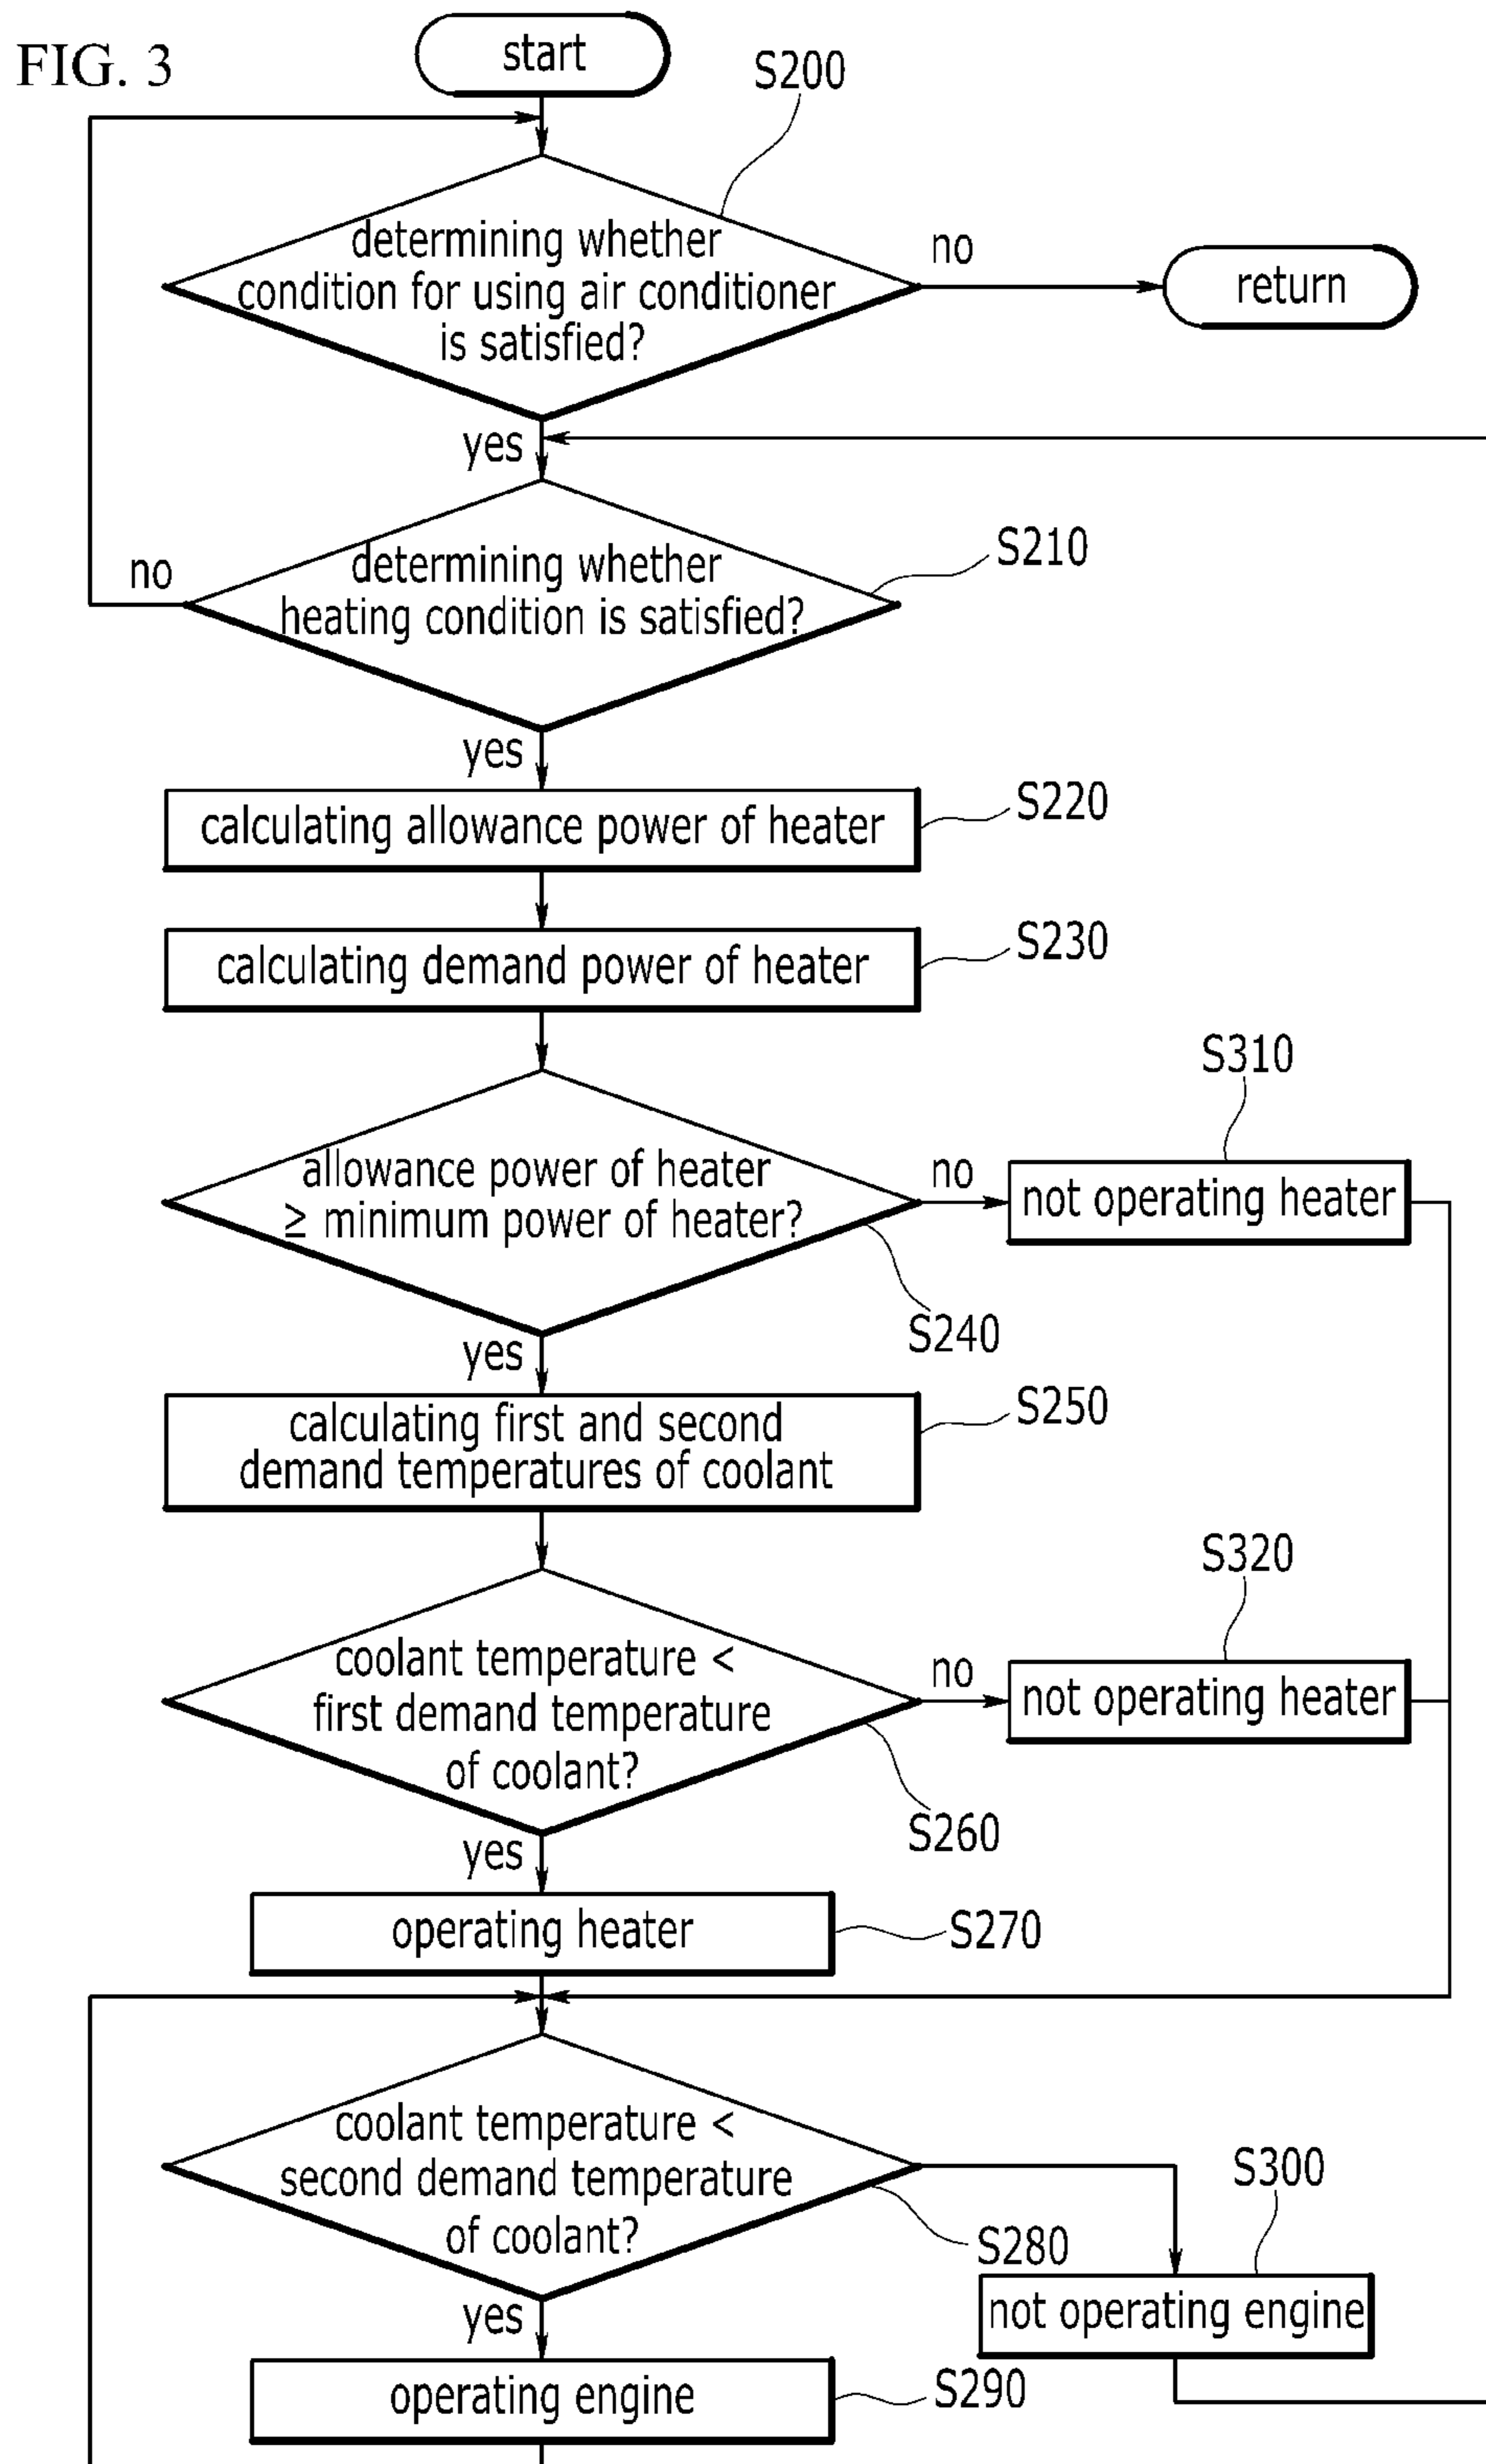 FIG. 3
start
S200
determining whether
condition for using air conditioner
is satisfied?
no
return
yes
determining whether
heating condition is satisfied?
S210
no
yes
calculating allowance power of heater
S220
calculating demand power of heater
S230
allowance power of heater
≥ minimum power of heater?
no
S310
not operating heater
S240
yes
calculating first and second
demand temperatures of coolant
S250
coolant temperature <
first demand temperature
of coolant?
no
S320
not operating heater
S260
yes
operating heater
S270
coolant temperature <
second demand temperature
of coolant?
S280
S300
not operating engine
yes
operating engine
S290